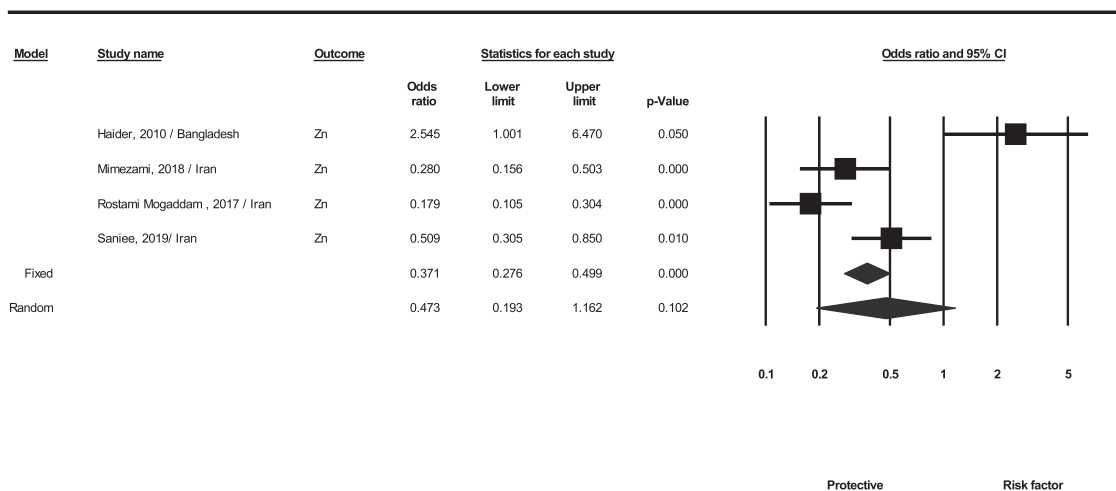 Model Study name Outcome Statistics for each study Odds ratio and 95% CI
Odds ratio Lower limit Upper limit p-Value
Haider, 2010 / Bangladesh Zn 2.545 1.001 6.470 0.050
Mimezami, 2018 / Iran Zn 0.280 0.156 0.503 0.000
Rostami Mogaddam , 2017 / Iran Zn 0.179 0.105 0.304 0.000
Saniee, 2019/ Iran Zn 0.509 0.305 0.850 0.010
Fixed 0.371 0.276 0.499 0.000
Random 0.473 0.193 1.162 0.102
0.1 0.2 0.5 1 2 5
Protective Risk factor